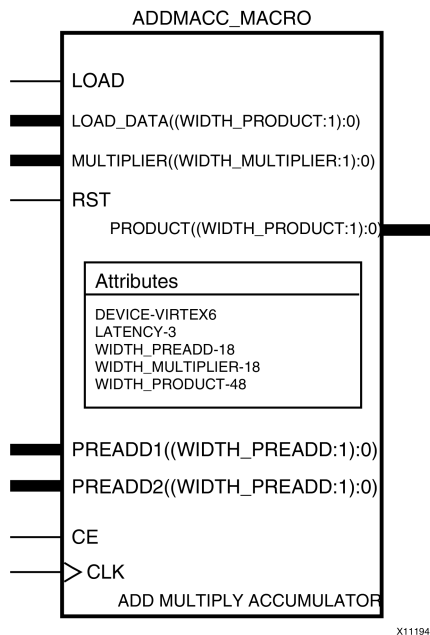 ADDMACC_MACRO
LOAD
LOAD_DATA((WIDTH_PRODUCT:1):0)
MULTIPLIER((WIDTH_MULTIPLIER:1):0)
RST
PRODUCT((WIDTH_PRODUCT:1):0)
Attributes
DEVICE-VIRTEX6
LATENCY-3
WIDTH_PREADD-18
WIDTH_MULTIPLIER-18
WIDTH_PRODUCT-48
PREADD1((WIDTH_PREADD:1):0)
PREADD2((WIDTH_PREADD:1):0)
CE
CLK
ADD MULTIPLY ACCUMULATOR
X11194